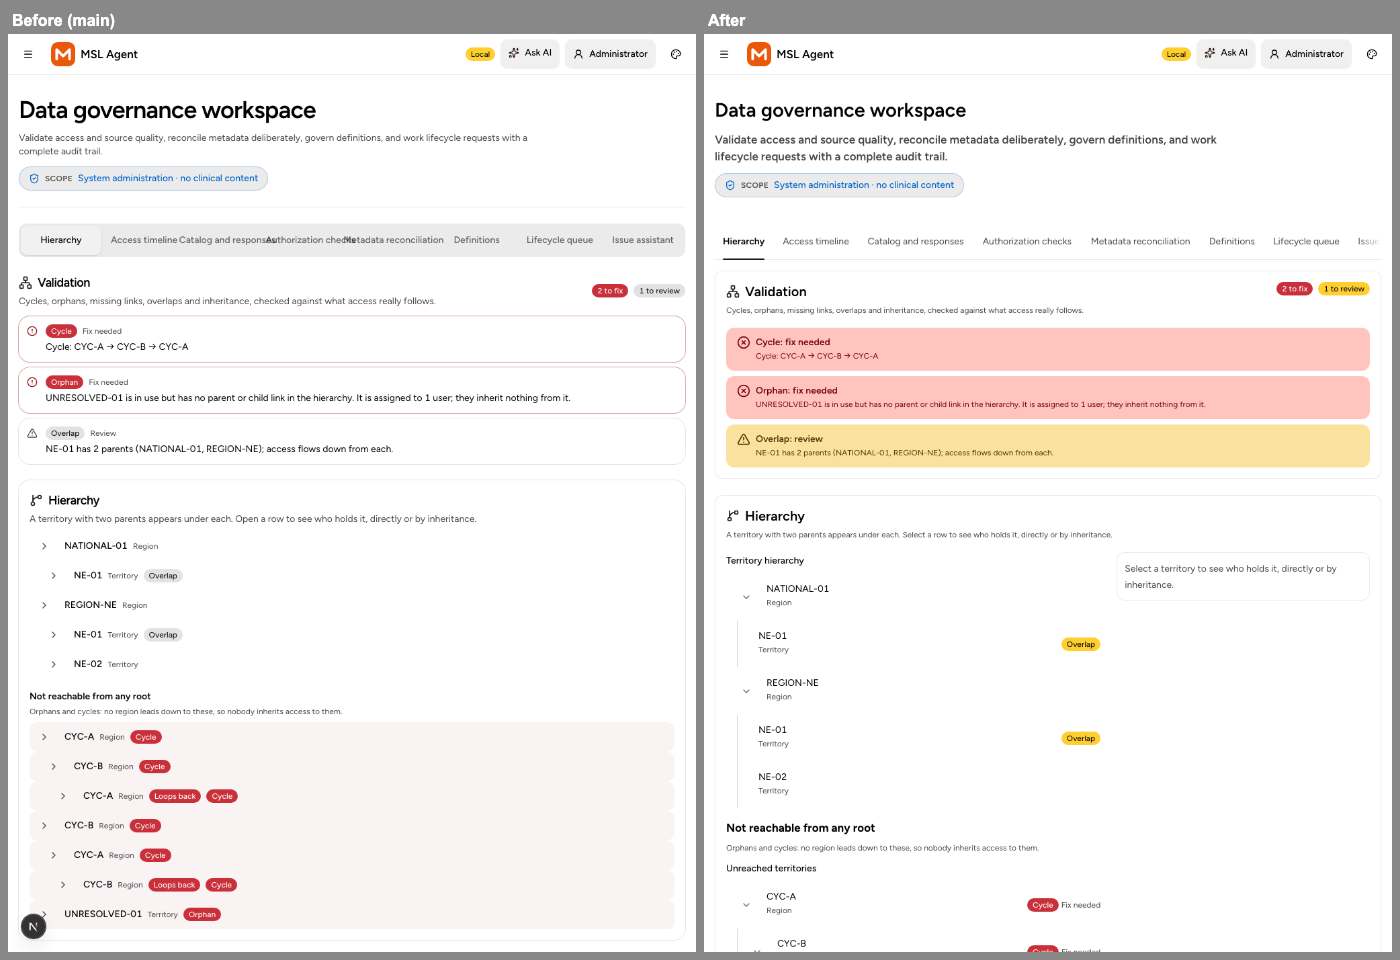 Before (main)
MSL Agent
Local
Ask AI
Administrator
Data governance workspace
Validate access and source quality, reconcile metadata deliberately, govern definitions, and work lifecycle requests with a
complete audit trail.
SCOPE System administration · no clinical content
Hierarchy Access timeline Catalog and responses Authorization checks Metadata reconciliation Definitions Lifecycle queue Issue assistant
Validation
Cycles, orphans, missing links, overlaps and inheritance, checked against what access really follows.
2 to fix 1 to review
Cycle Fix needed
Cycle: CYC-A → CYC-B → CYC-A
Orphan Fix needed
UNRESOLVED-01 is in use but has no parent or child link in the hierarchy. It is assigned to 1 user; they inherit nothing from it.
Overlap Review
NE-01 has 2 parents (NATIONAL-01, REGION-NE); access flows down from each.
Hierarchy
A territory with two parents appears under each. Open a row to see who holds it, directly or by inheritance.
NATIONAL-01 Region
NE-01 Territory Overlap
REGION-NE Region
NE-01 Territory Overlap
NE-02 Territory
Not reachable from any root
Orphans and cycles: no region leads down to these, so nobody inherits access to them.
CYC-A Region Cycle
CYC-B Region Cycle
CYC-A Region Loops back Cycle
CYC-B Region Cycle
CYC-A Region Cycle
CYC-B Region Loops back Cycle
UNRESOLVED-01 Territory Orphan
N
After
MSL Agent
Local
Ask AI
Administrator
Data governance workspace
Validate access and source quality, reconcile metadata deliberately, govern definitions, and work
lifecycle requests with a complete audit trail.
SCOPE System administration · no clinical content
Hierarchy Access timeline Catalog and responses Authorization checks Metadata reconciliation Definitions Lifecycle queue Issue
Validation
2 to fix 1 to review
Cycles, orphans, missing links, overlaps and inheritance, checked against what access really follows.
Cycle: fix needed
Cycle: CYC-A → CYC-B → CYC-A
Orphan: fix needed
UNRESOLVED-01 is in use but has no parent or child link in the hierarchy. It is assigned to 1 user; they inherit nothing from it.
Overlap: review
NE-01 has 2 parents (NATIONAL-01, REGION-NE); access flows down from each.
Hierarchy
A territory with two parents appears under each. Select a row to see who holds it, directly or by inheritance.
Territory hierarchy
Select a territory to see who holds it, directly or by
inheritance.
NATIONAL-01
Region
NE-01
Territory
Overlap
REGION-NE
Region
NE-01
Territory
Overlap
NE-02
Territory
Not reachable from any root
Orphans and cycles: no region leads down to these, so nobody inherits access to them.
Unreached territories
CYC-A
Region
Cycle Fix needed
CYC-B
Cycle Fix needed